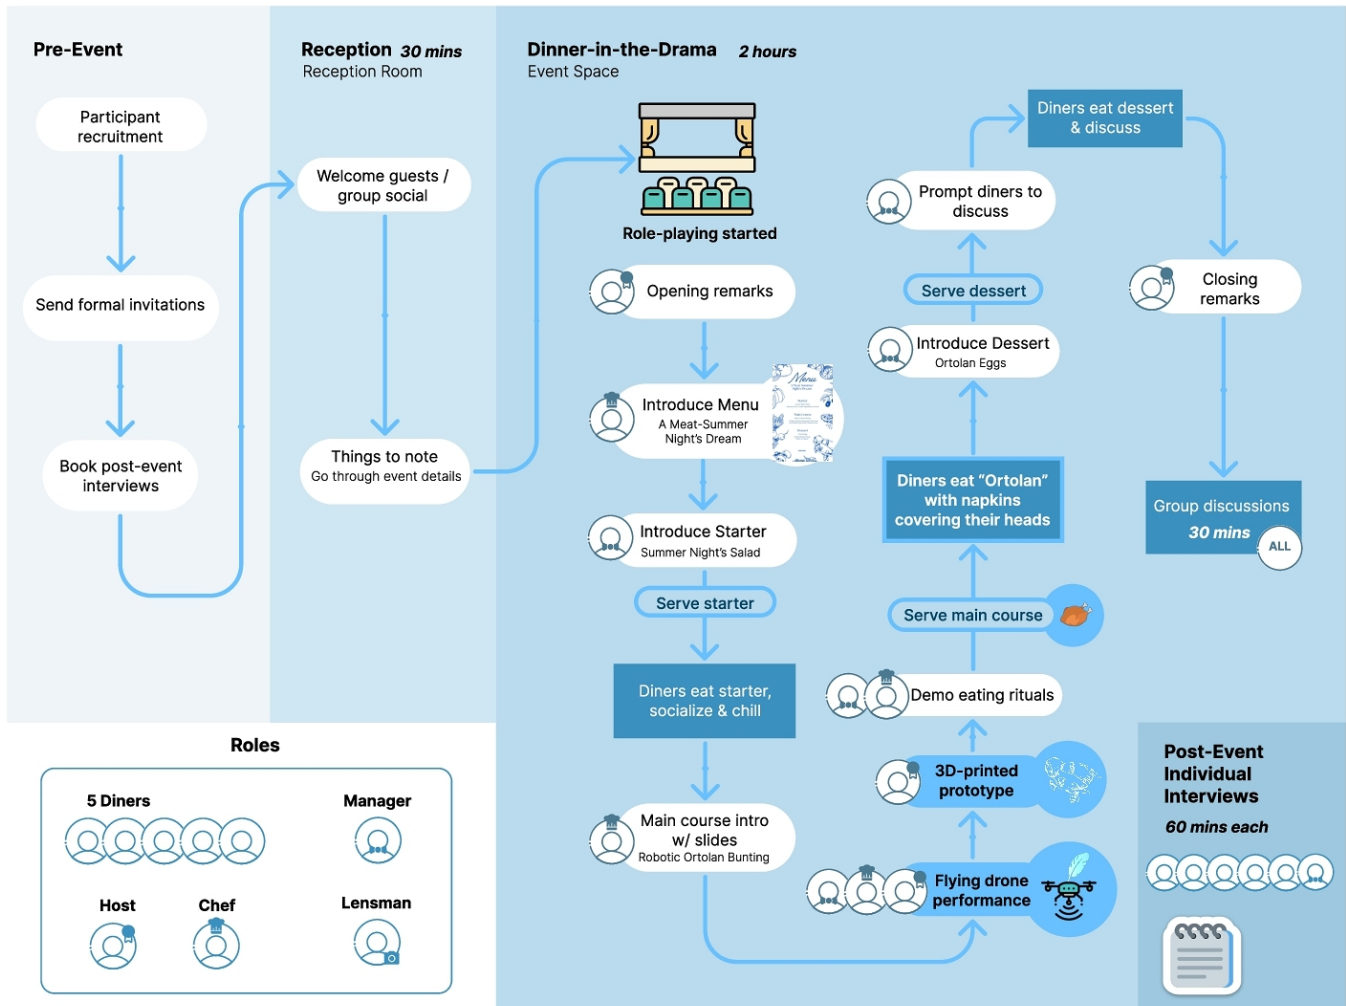 Pre-Event
Participant
recruitment
Send formal invitations
Book post-event
interviews
Reception 30 mins
Reception Room
Welcome guests /
group social
Things to note
Go through event details
Dinner-in-the-Drama 2 hours
Event Space
Role-playing started
Opening remarks
Introduce Menu
A Meat-Summer
Night's Dream
Menu
Introduce Starter
Summer Night's Salad
Serve starter
Diners eat starter,
socialize & chill
Main course intro
w/ slides
Robotic Ortolan Bunting
Flying drone
performance
3D-printed
prototype
Demo eating rituals
Serve main course
Diners eat "Ortolan"
with napkins
covering their heads
Introduce Dessert
Ortolan Eggs
Serve dessert
Prompt diners to
discuss
Diners eat dessert
& discuss
Closing
remarks
Group discussions
30 mins
ALL
Roles
5 Diners
Manager
Host
Chef
Lensman
Post-Event
Individual
Interviews
60 mins each